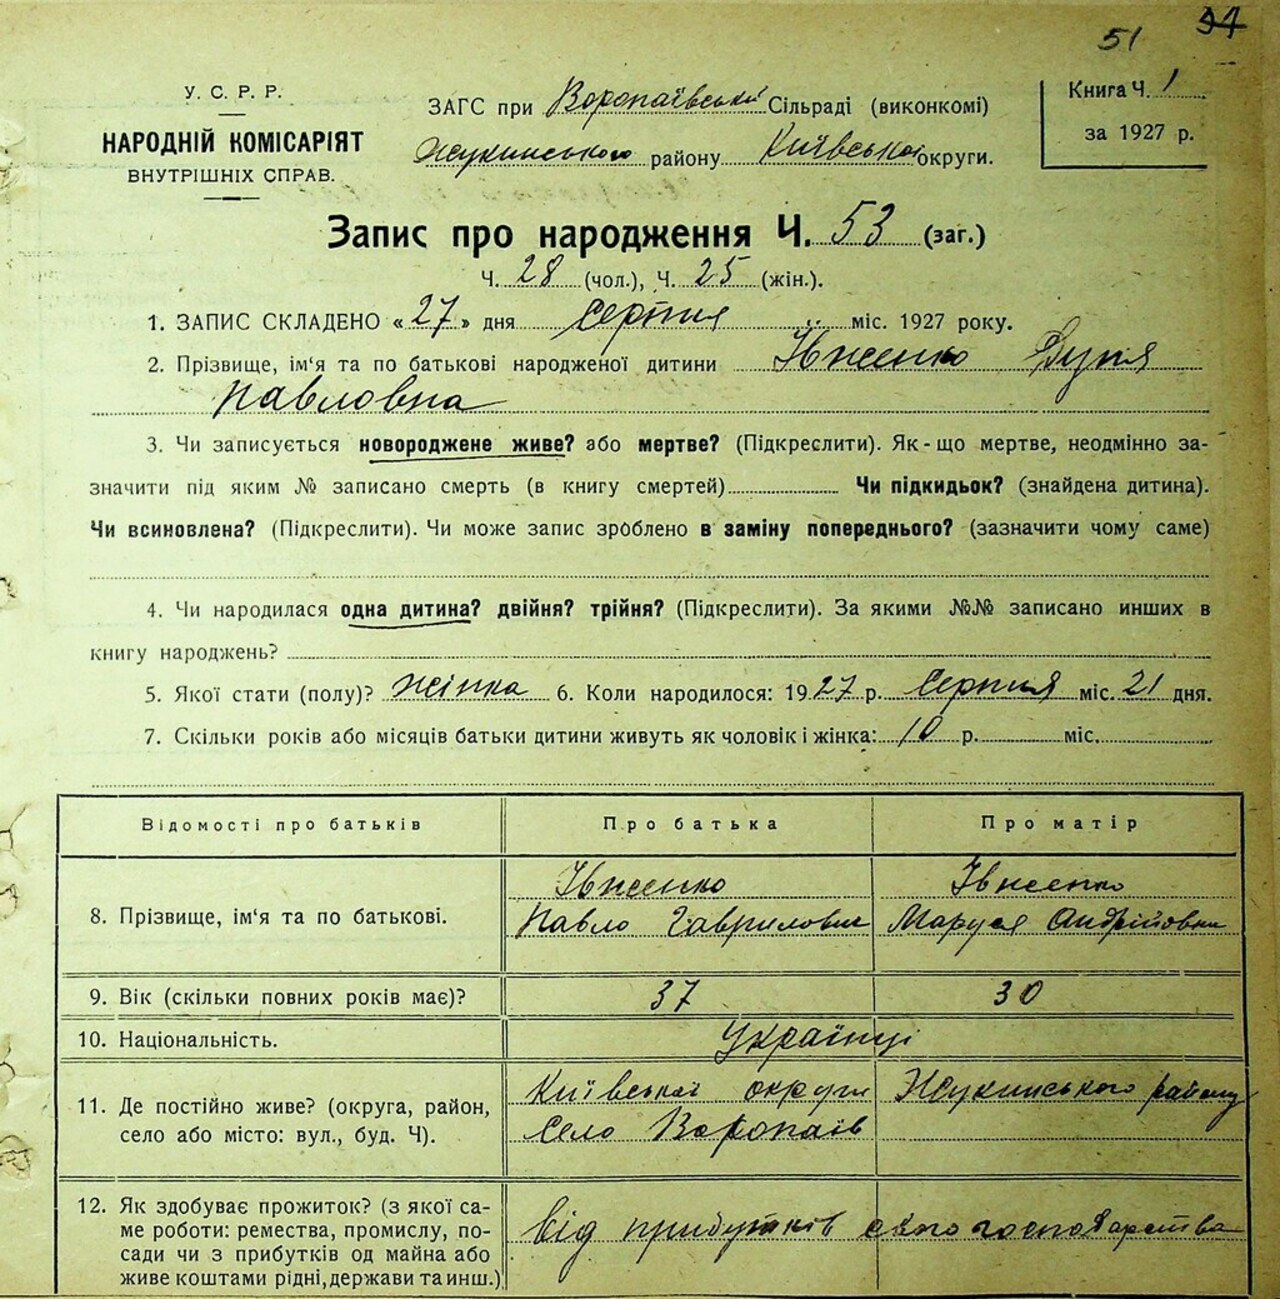 51 54
У. С. Р. Р.
НАРОДНІЙ КОМІСАРІЯТ
ВНУТРІШНІХ СПРАВ.
ЗАГС при Воропаївській Сільраді (виконкомі)
Жукинського району Київської округи.
Книга Ч. 1
за 1927 р.
Запис про народження Ч. 53 (заг.)
Ч. 28 (чол.), Ч. 25 (жін.).
1. ЗАПИС СКЛАДЕНО «27» дня серпня міс. 1927 року.
2. Прізвище, ім'я та по батькові народженої дитини Івженко
Павловна
3. Чи записується новороджене живе? або мертве? (Підкреслити). Як-що мертве, неодмінно за-
значити під яким № записано смерть (в книгу смертей) Чи підкидьок? (знайдена дитина).
Чи всиновлена? (Підкреслити). Чи може запис зроблено в заміну попереднього? (зазначити чому саме)
4. Чи народилася одна дитина? двійня? трійня? (Підкреслити). За якими №№ записано инших в
книгу народжень?
5. Якої стати (полу)? жінка 6. Коли народилося: 1927 р. серпня міс. 21 дня.
7. Скільки років або місяців батьки дитини живуть як чоловік і жінка: 10 р. міс.
Відомості про батьків Про батька Про матір
8. Прізвище, ім'я та по батькові. Івженко Івженко
Павло Гаврилович Маруся Андрійовна
9. Вік (скільки повних років має)? 37 30
10. Національність. Українці
11. Де постійно живе? (округа, район, Київської округи Жукинського району
село або місто: вул., буд. Ч). село Воропаїв
12. Як здобуває прожиток? (з якої са-
ме роботи: ремества, промислу, по- від прибутків свого господарства
сади чи з прибутків од майна або
живе коштами рідні, держави та инш.)